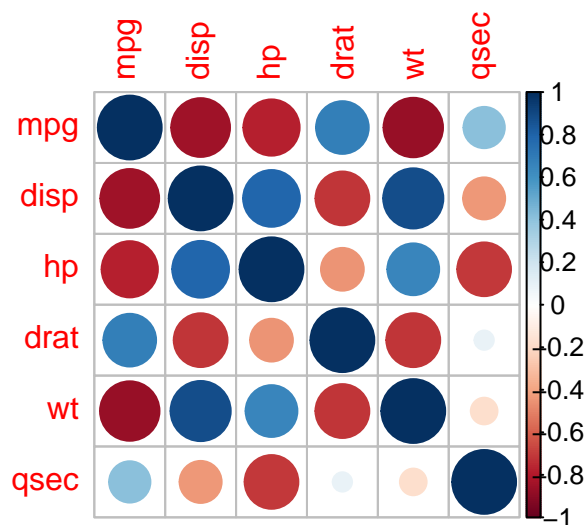 mpg
disp
hp
drat
wt
qsec
mpg
disp
hp
drat
wt
qsec
1
0.8
0.6
0.4
0.2
0
−0.2
−0.4
−0.6
−0.8
−1